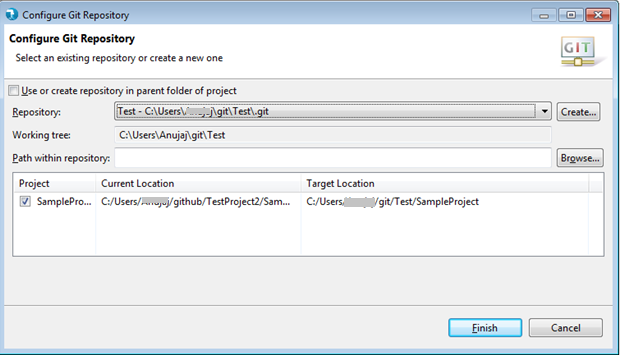 Configure Git Repository
Configure Git Repository
Select an existing repository or create a new one
GIT
Use or create repository in parent folder of project
Repository: Test - C:\Users\ \git\Test\.git Create...
Working tree: C:\Users\Anujaj\git\Test
Path within repository: Browse...
Project Current Location Target Location
SamplePro... C:/Users/ /github/TestProject2/Sam... C:/Users/ /git/Test/SampleProject
Finish Cancel